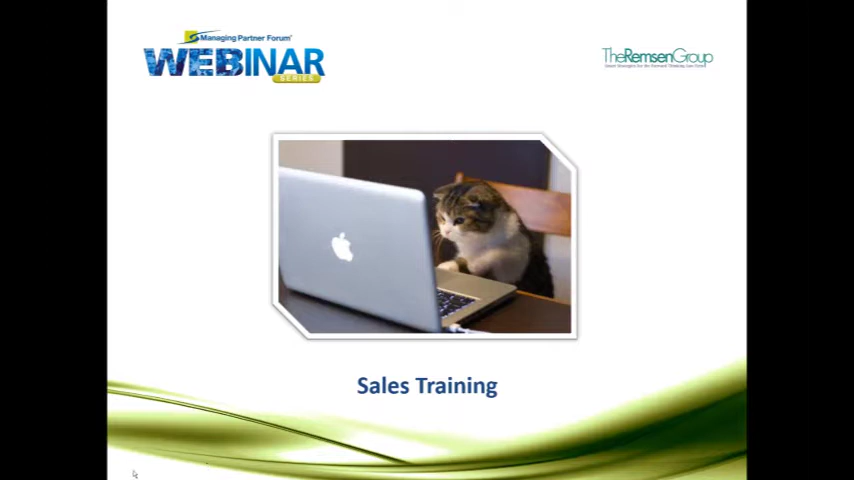 Managing Partner Forum
WEBINAR
SERIES
TheRemsenGroup
Sales Training